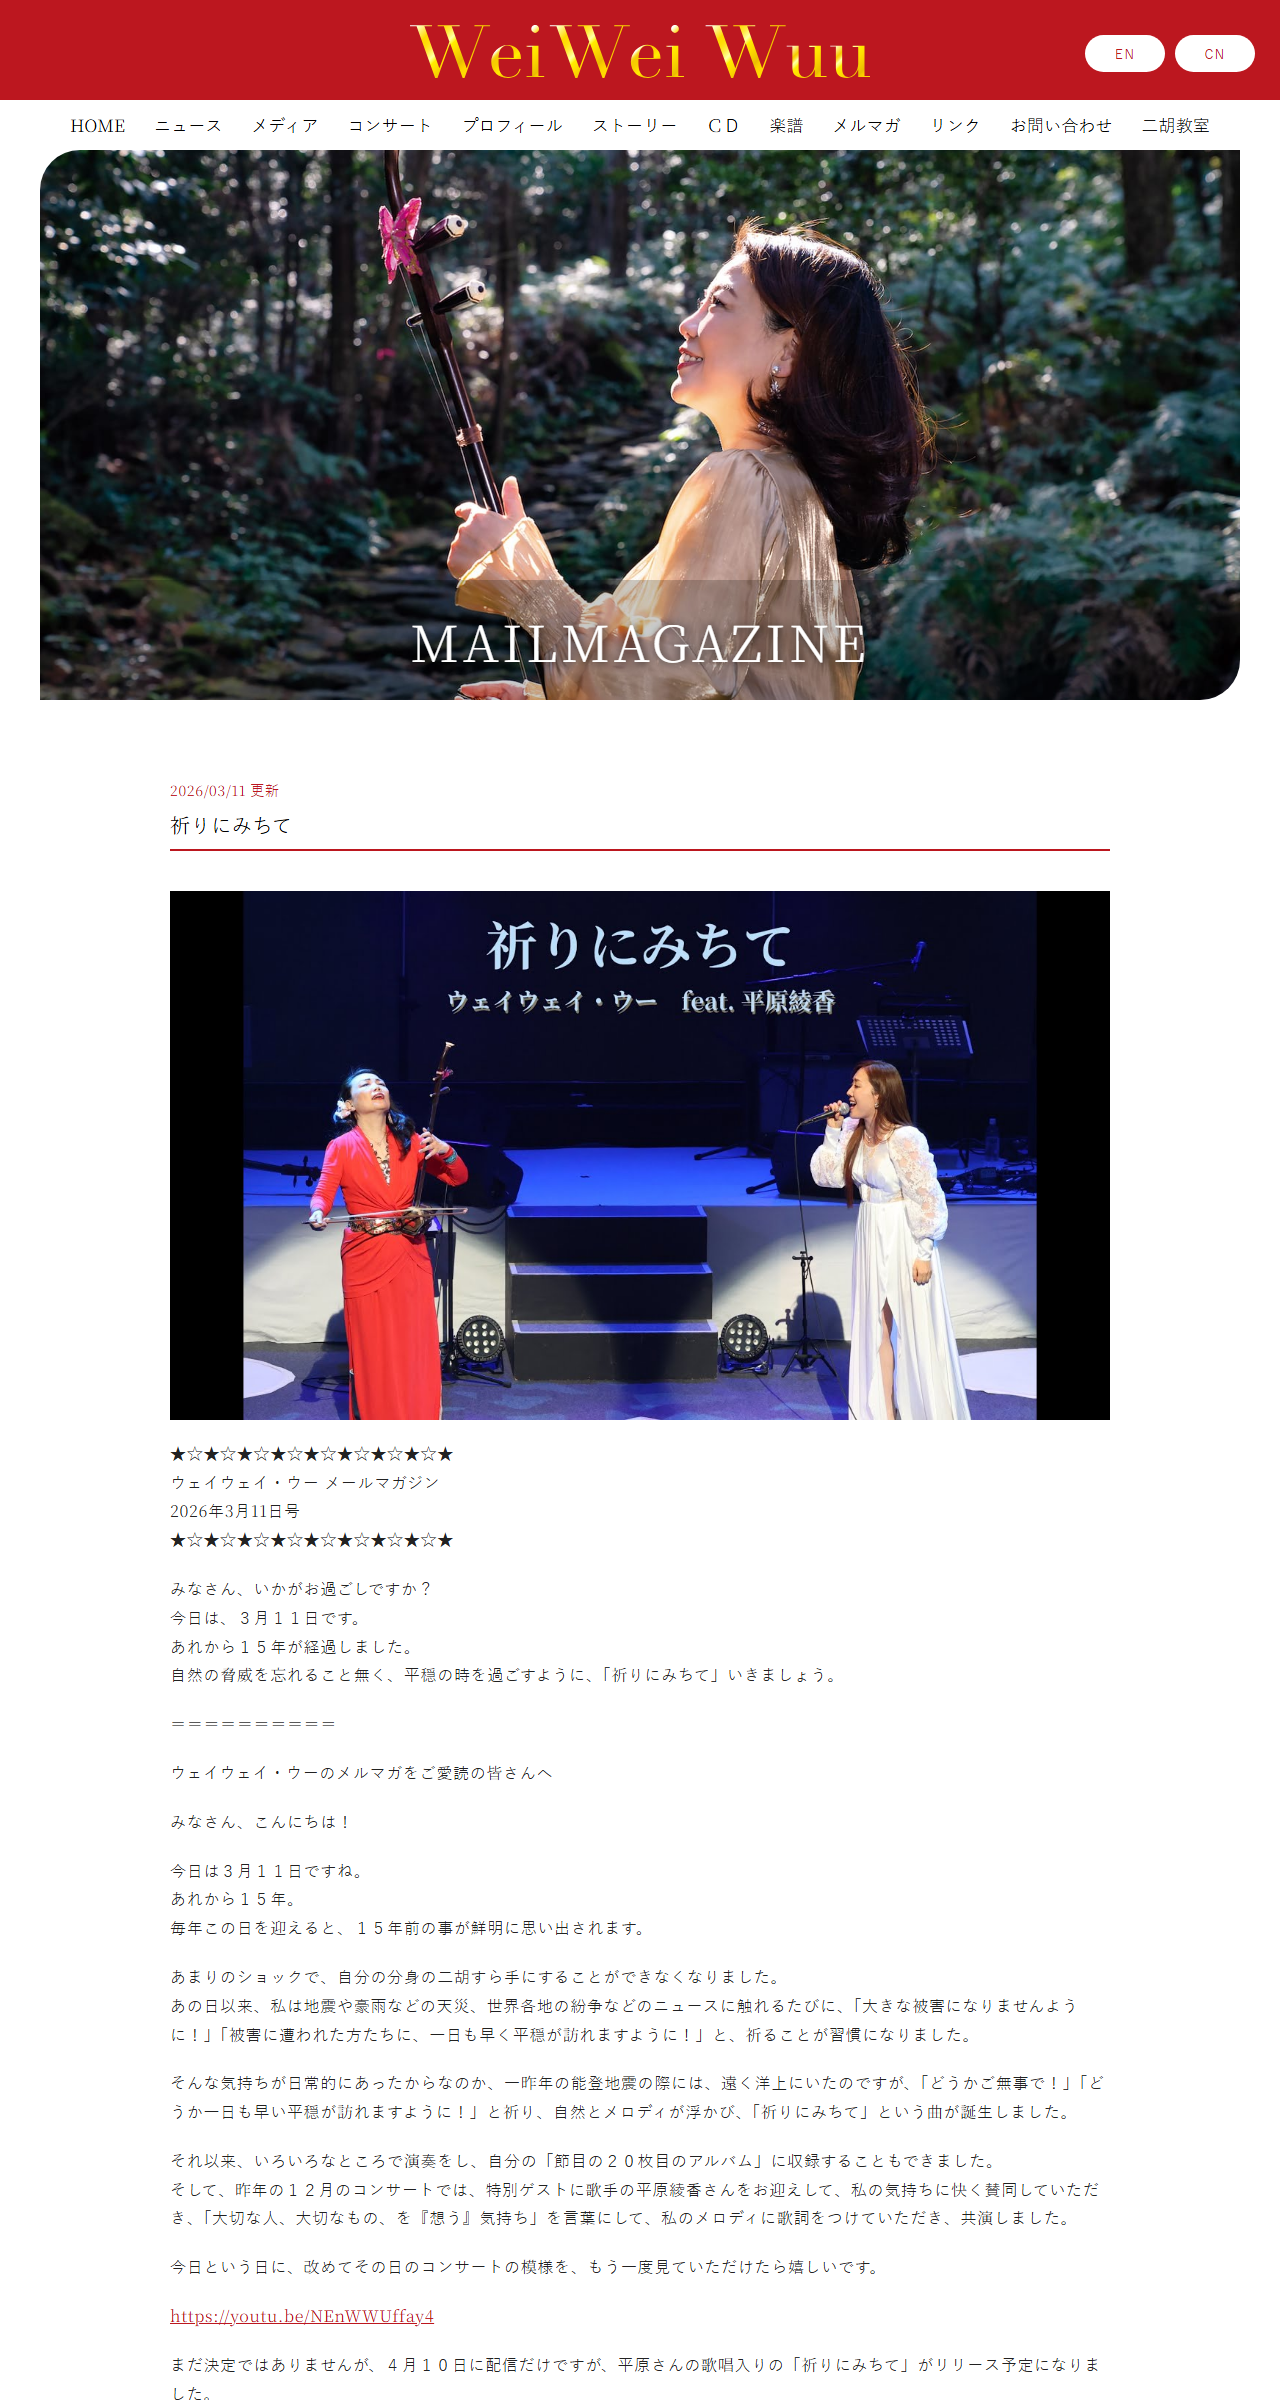 WeiWei Wuu
EN
CN
HOME ニュース メディア コンサート プロフィール ストーリー ＣＤ 楽譜 メルマガ リンク お問い合わせ 二胡教室
MAILMAGAZINE
2026/03/11 更新
祈りにみちて
祈りにみちて
ウェイウェイ・ウー　feat. 平原綾香
★☆★☆★☆★☆★☆★☆★☆★☆★
ウェイウェイ・ウー メールマガジン
2026年3月11日号
★☆★☆★☆★☆★☆★☆★☆★☆★
みなさん、いかがお過ごしですか？
今日は、３月１１日です。
あれから１５年が経過しました。
自然の脅威を忘れること無く、平穏の時を過ごすように、「祈りにみちて」いきましょう。
＝＝＝＝＝＝＝＝＝＝
ウェイウェイ・ウーのメルマガをご愛読の皆さんへ
みなさん、こんにちは！
今日は３月１１日ですね。
あれから１５年。
毎年この日を迎えると、１５年前の事が鮮明に思い出されます。
あまりのショックで、自分の分身の二胡すら手にすることができなくなりました。
あの日以来、私は地震や豪雨などの天災、世界各地の紛争などのニュースに触れるたびに、「大きな被害になりませんよう
に！」「被害に遭われた方たちに、一日も早く平穏が訪れますように！」と、祈ることが習慣になりました。
そんな気持ちが日常的にあったからなのか、一昨年の能登地震の際には、遠く洋上にいたのですが、「どうかご無事で！」「ど
うか一日も早い平穏が訪れますように！」と祈り、自然とメロディが浮かび、「祈りにみちて」という曲が誕生しました。
それ以来、いろいろなところで演奏をし、自分の「節目の２０枚目のアルバム」に収録することもできました。
そして、昨年の１２月のコンサートでは、特別ゲストに歌手の平原綾香さんをお迎えして、私の気持ちに快く賛同していただ
き、「大切な人、大切なもの、を『想う』気持ち」を言葉にして、私のメロディに歌詞をつけていただき、共演しました。
今日という日に、改めてその日のコンサートの模様を、もう一度見ていただけたら嬉しいです。
https://youtu.be/NEnWWUffay4
まだ決定ではありませんが、４月１０日に配信だけですが、平原さんの歌唱入りの「祈りにみちて」がリリース予定になりま
した。